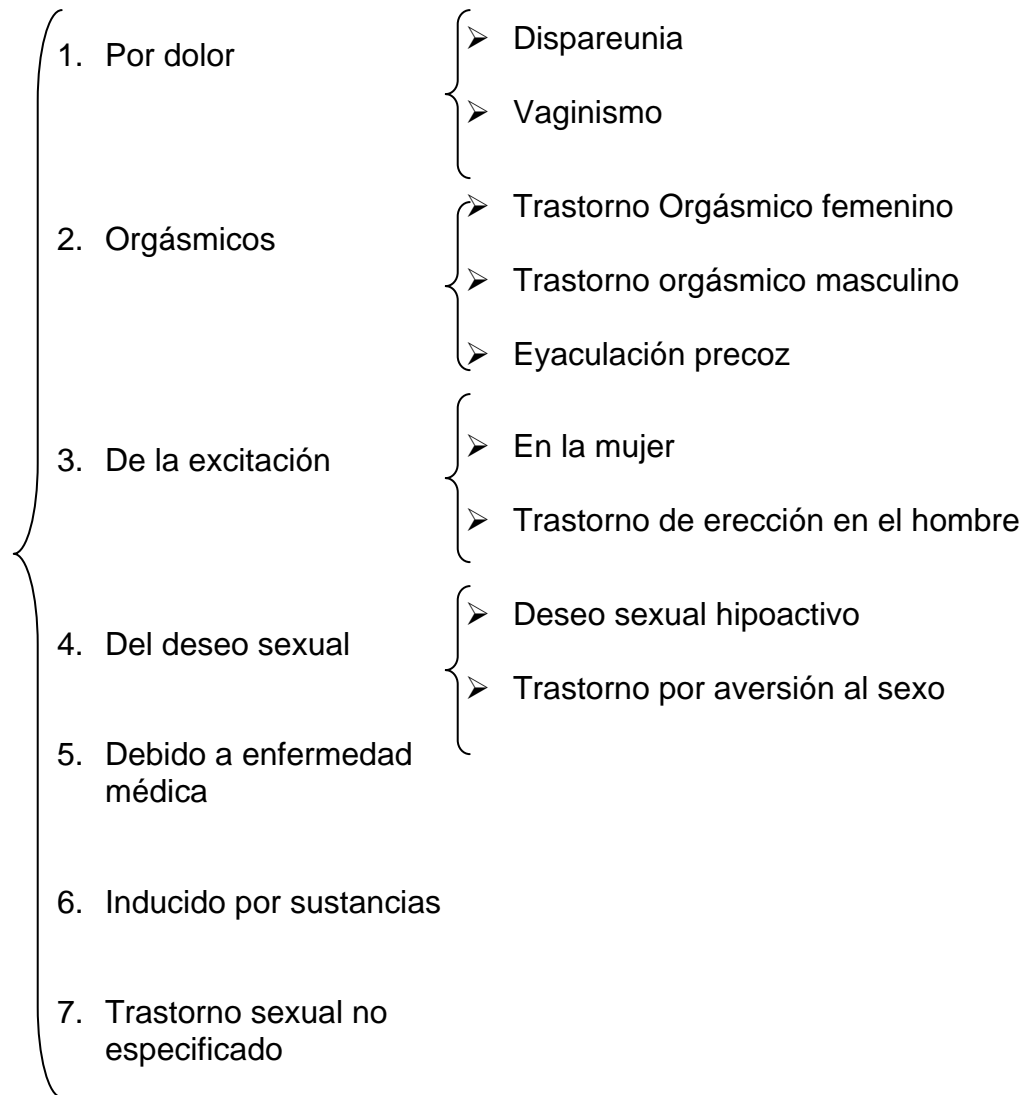 1. Por dolor
➢ Dispareunia
➢ Vaginismo
2. Orgásmicos
➢ Trastorno Orgásmico femenino
➢ Trastorno orgásmico masculino
➢ Eyaculación precoz
3. De la excitación
➢ En la mujer
➢ Trastorno de erección en el hombre
4. Del deseo sexual
➢ Deseo sexual hipoactivo
➢ Trastorno por aversión al sexo
5. Debido a enfermedad
médica
6. Inducido por sustancias
7. Trastorno sexual no
especificado